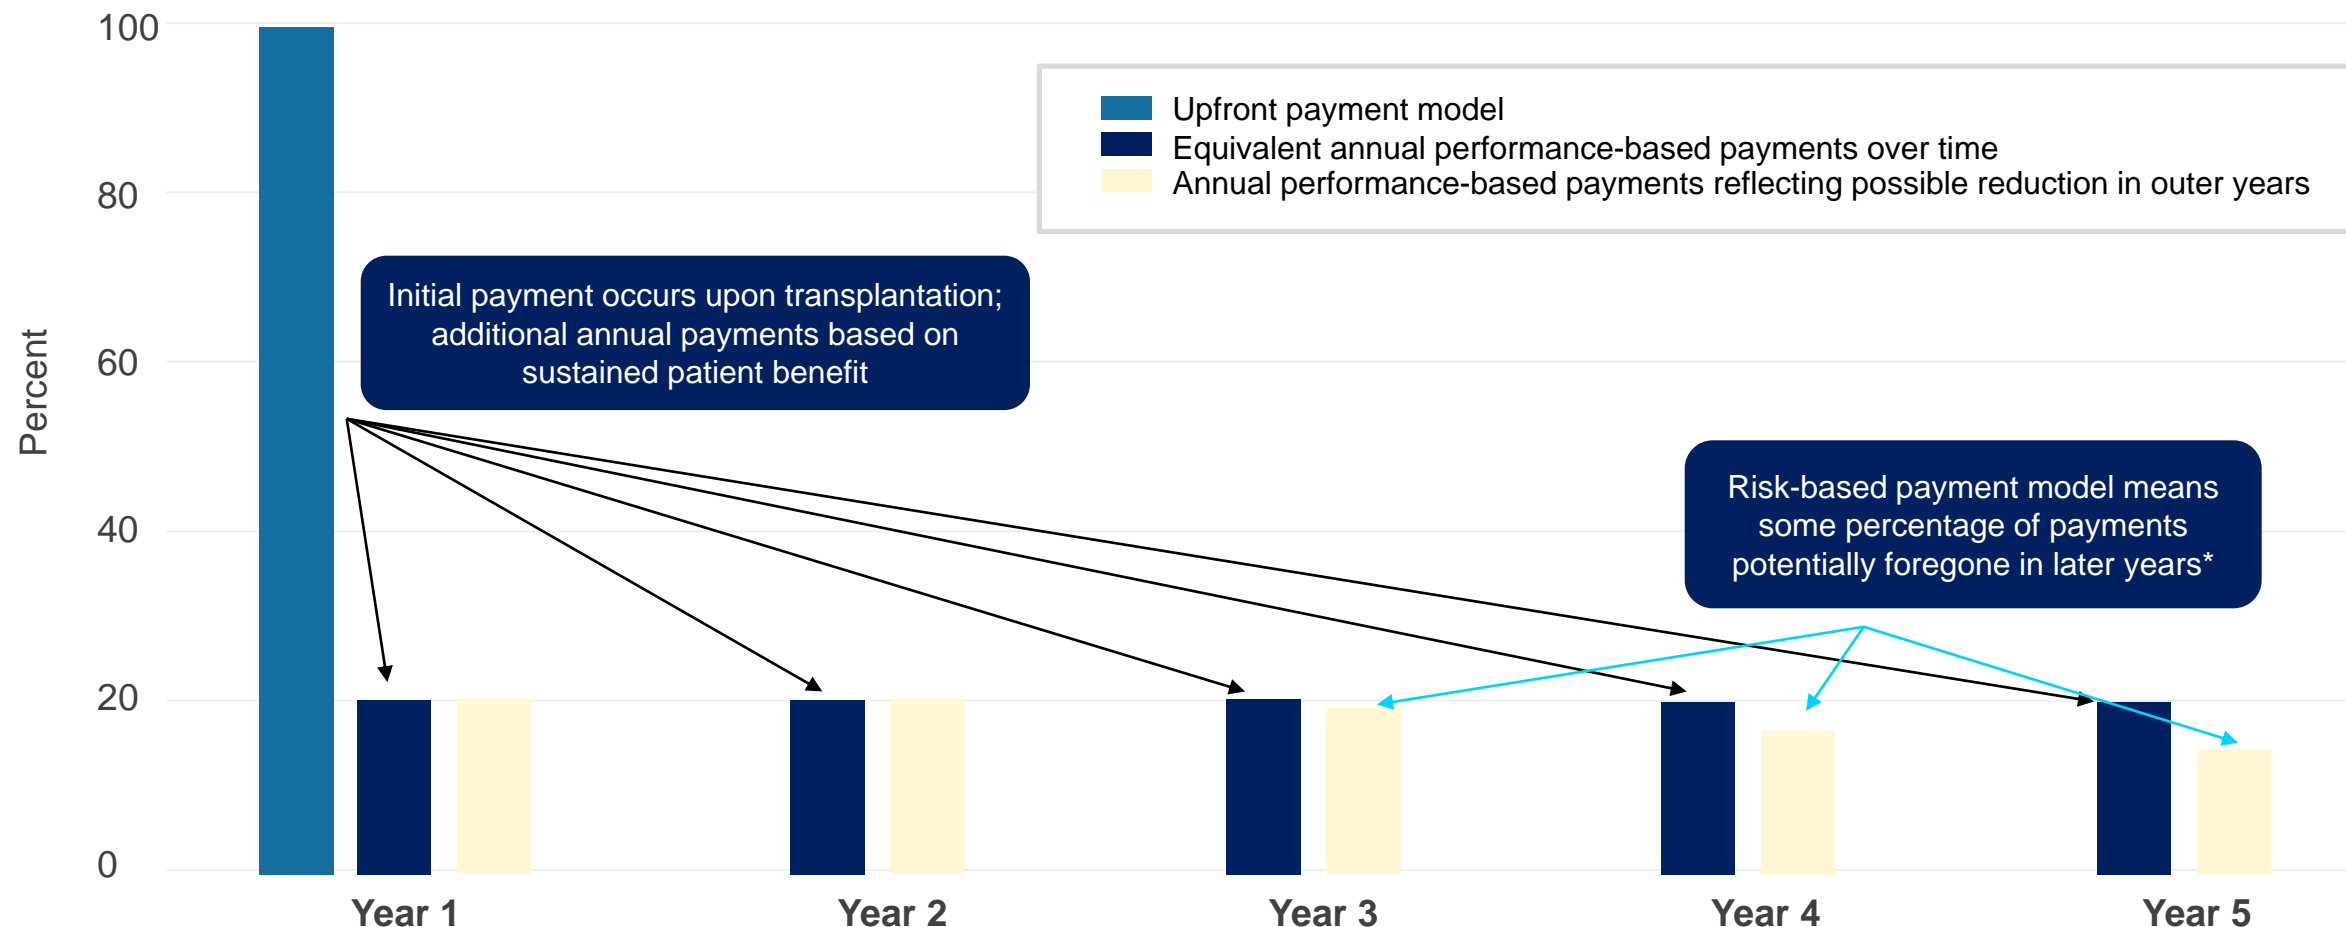 100
80
60
40
20
0
Percent
Upfront payment model
Equivalent annual performance-based payments over time
Annual performance-based payments reflecting possible reduction in outer years
Initial payment occurs upon transplantation;
additional annual payments based on
sustained patient benefit
Risk-based payment model means
some percentage of payments
potentially foregone in later years*
Year 1
Year 2
Year 3
Year 4
Year 5